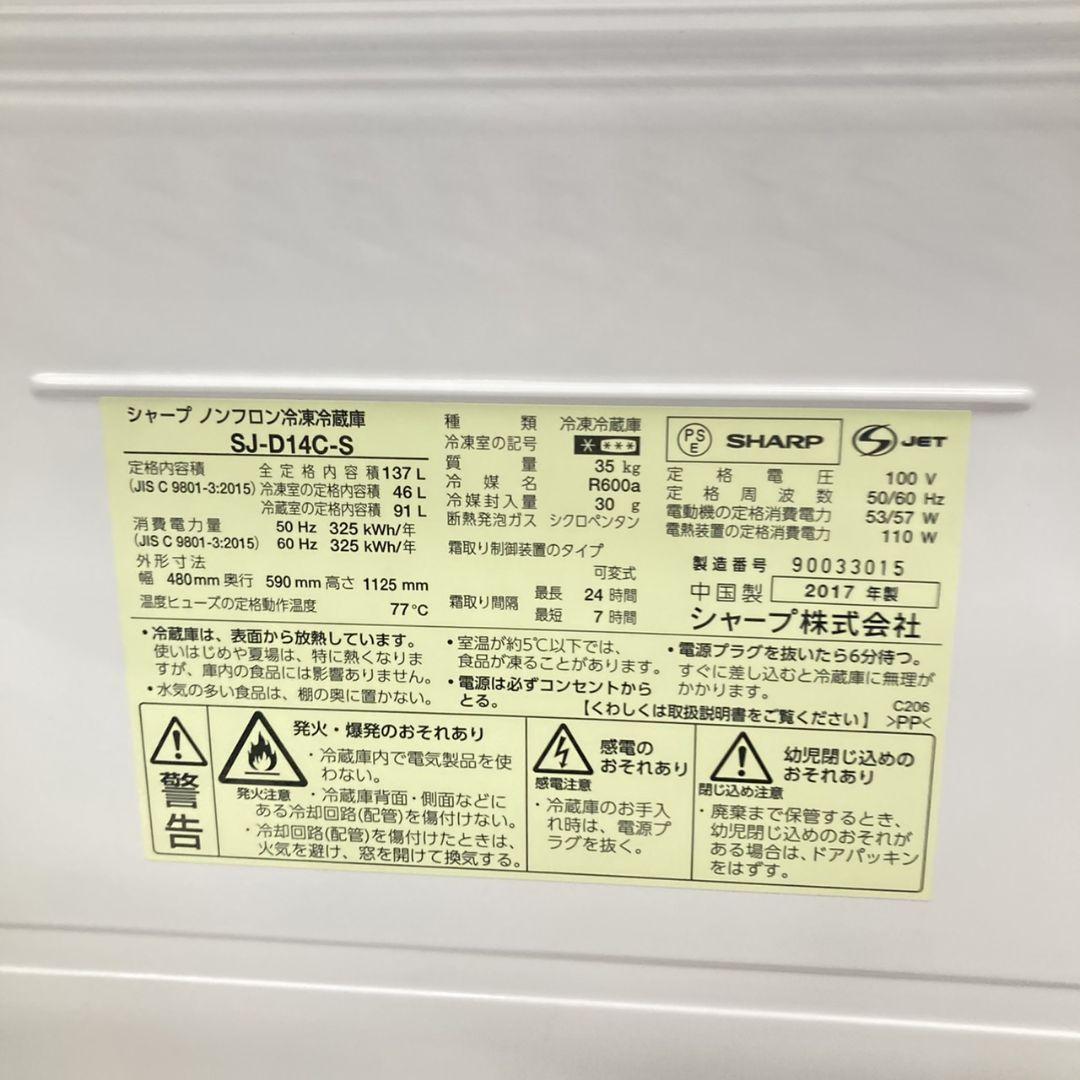 シャープ ノンフロン冷凍冷蔵庫
SJ-D14C-S
定格内容積 全定格内容積 137 L
(JIS C 9801-3:2015) 冷凍室の定格内容積 46 L
冷蔵室の定格内容積 91 L
消費電力量 50 Hz 325 kWh/年
(JIS C 9801-3:2015) 60 Hz 325 kWh/年
外形寸法
幅 480 mm 奥行 590 mm 高さ 1125 mm
温度ヒューズの定格動作温度 77℃
種類 冷凍冷蔵庫
冷凍室の記号 * ***
質量 35 kg
冷媒名 R600a
冷媒封入量 30 g
断熱発泡ガス シクロペンタン
霜取り制御装置のタイプ
可変式
霜取り間隔 最長 24 時間
最短 7 時間
PSE SHARP S JET
定格電圧 100 V
定格周波数 50/60 Hz
電動機の定格消費電力 53/57 W
電熱装置の定格消費電力 110 W
製造番号 90033015
中国製 2017 年製
シャープ株式会社
・冷蔵庫は、表面から放熱しています。
使いはじめや夏場は、特に熱くなりま
すが、庫内の食品には影響ありません。
・水気の多い食品は、棚の奥に置かない。
・室温が約5℃以下では、
食品が凍ることがあります。
・電源は必ずコンセントから
とる。
・電源プラグを抜いたら6分待つ。
すぐに差し込むと冷蔵庫に無理が
かかります。
【くわしくは取扱説明書をご覧ください】
C206
>PP<
警告
発火・爆発のおそれあり
発火注意
・冷蔵庫内で電気製品を使
わない。
・冷蔵庫背面・側面などに
ある冷却回路(配管)を傷付けない。
・冷却回路(配管)を傷付けたときは、
火気を避け、窓を開けて換気する。
感電の
おそれあり
感電注意
・冷蔵庫のお手入
れ時は、電源プ
ラグを抜く。
幼児閉じ込めの
おそれあり
閉じ込め注意
・廃棄まで保管するとき、
幼児閉じ込めのおそれが
ある場合は、ドアパッキン
をはずす。